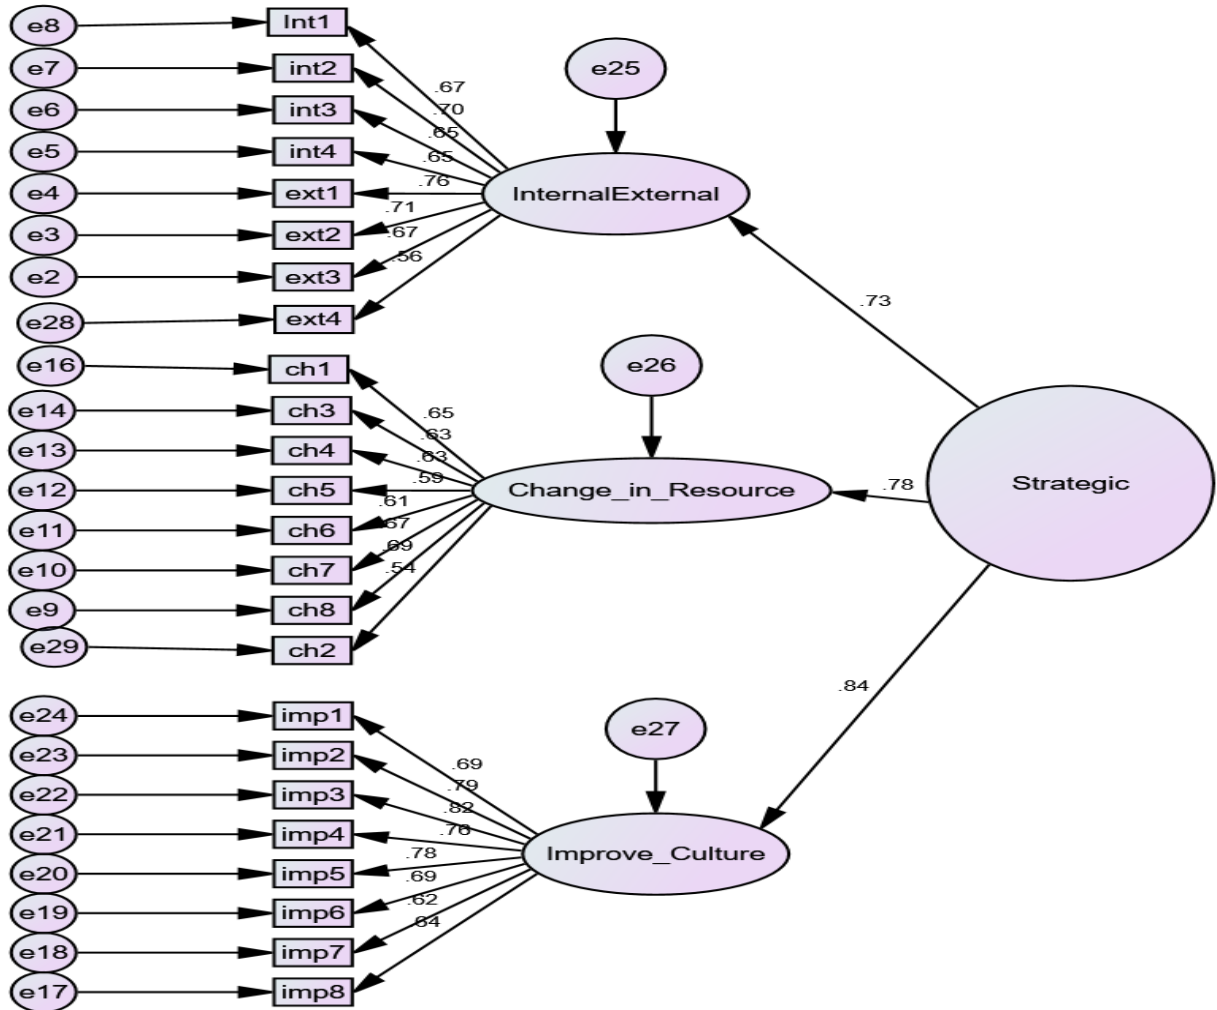 e8 Int1
e7 int2
e6 int3
e5 int4
e4 ext1
e3 ext2
e2 ext3
e28 ext4
.67
.70
.65
.65
.76
.71
.67
.56
e25
InternalExternal
.73
e16 ch1
e14 ch3
e13 ch4
e12 ch5
e11 ch6
e10 ch7
e9 ch8
e29 ch2
.65
.63
.63
.59
.61
.67
.69
.54
e26
Change_in_Resource
.78
Strategic
.84
e24 imp1
e23 imp2
e22 imp3
e21 imp4
e20 imp5
e19 imp6
e18 imp7
e17 imp8
.69
.79
.82
.78
.69
.62
.64
e27
Improve_Culture